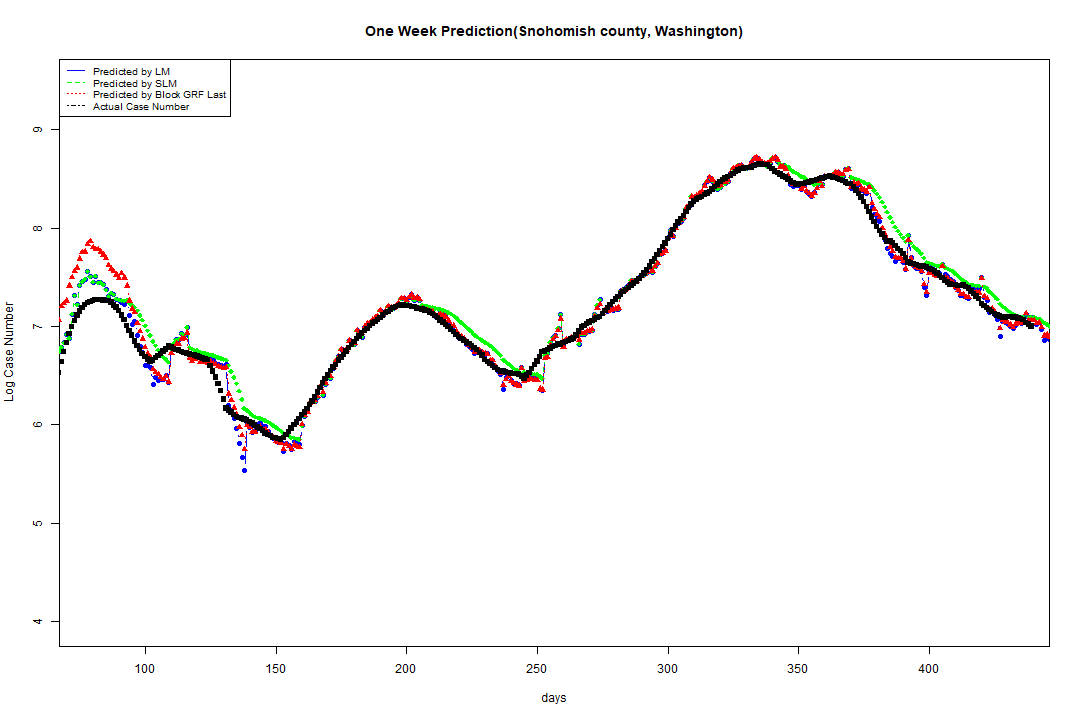 One Week Prediction(Snohomish county, Washington)
Predicted by LM
Predicted by SLM
Predicted by Block GRF Last
Actual Case Number
9
8
7
6
5
4
Log Case Number
100 150 200 250 300 350 400
days